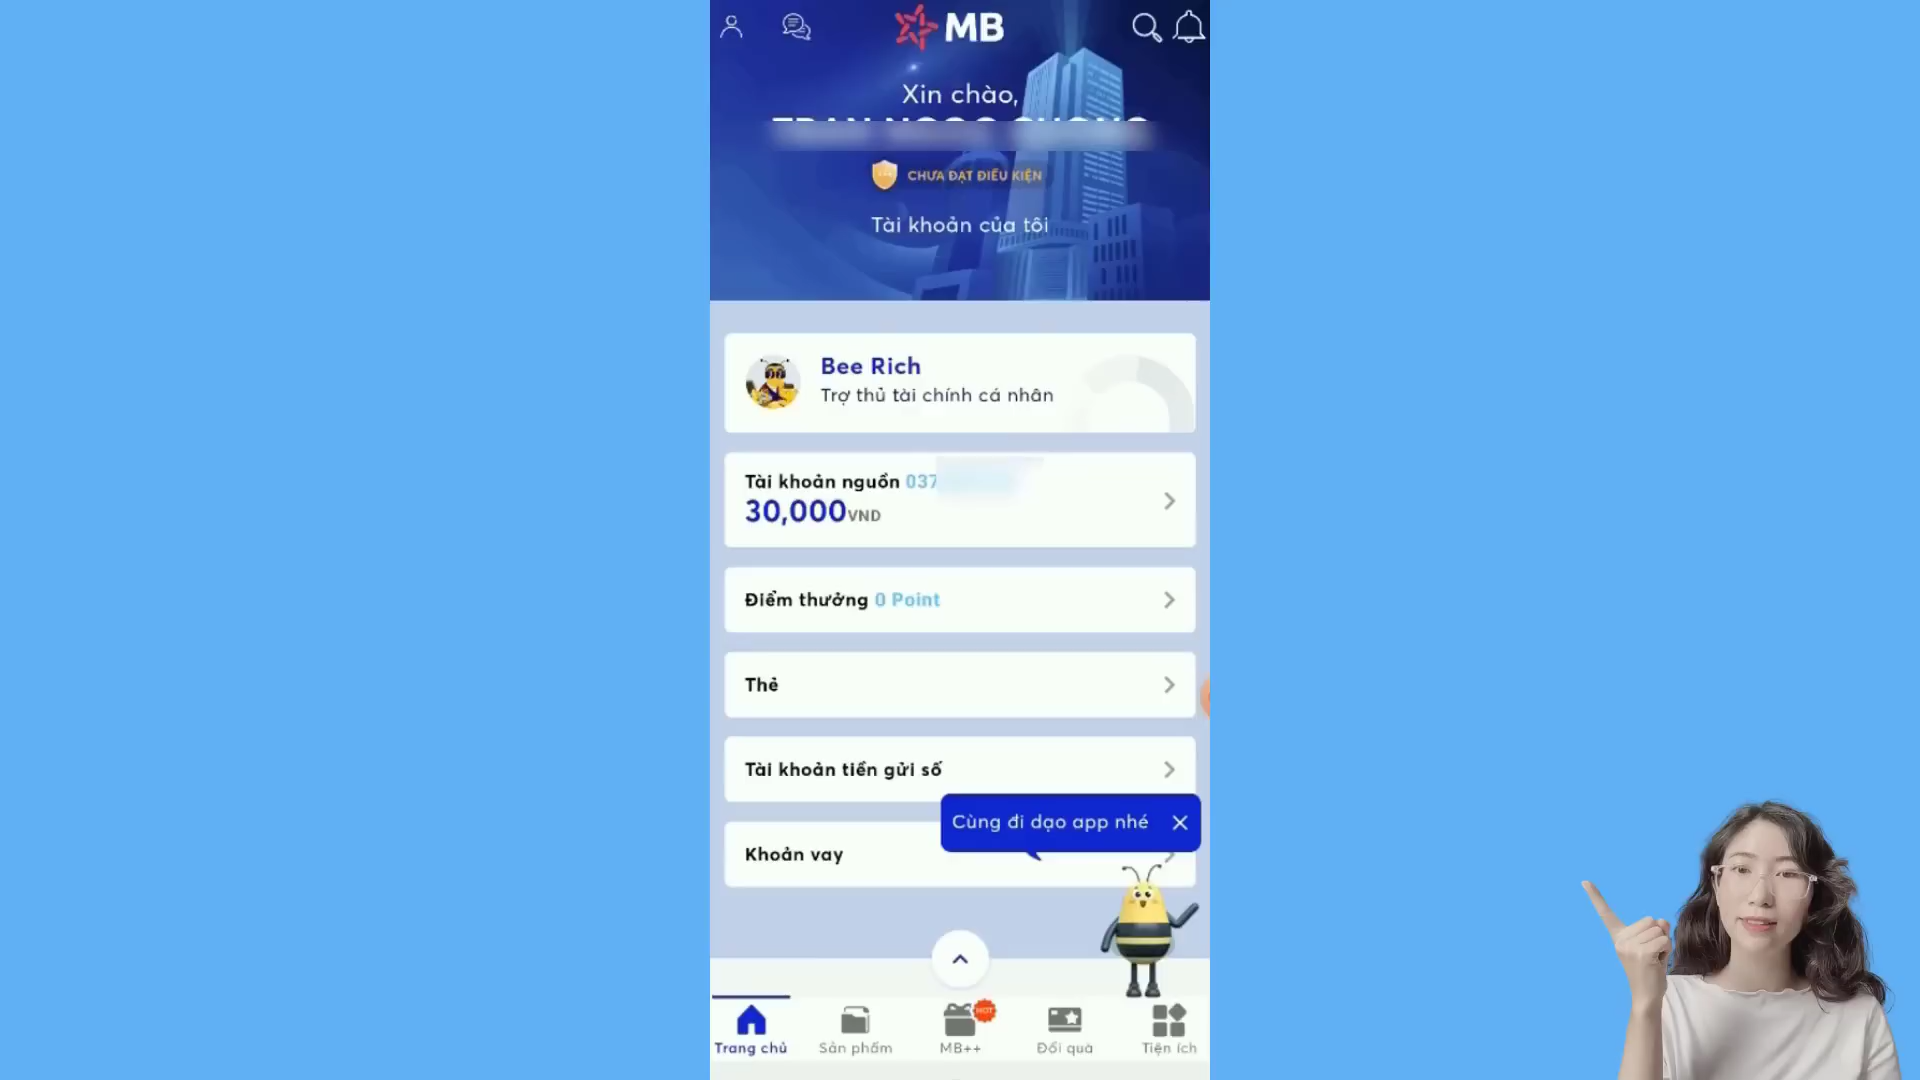 MB
Xin chào,
CHƯA ĐẠT ĐIỀU KIỆN
Tài khoản của tôi
Bee Rich
Trợ thủ tài chính cá nhân
Tài khoản nguồn 037
30,000VND
Điểm thưởng 0 Point
Thẻ
Tài khoản tiền gửi số
Cùng đi dạo app nhé
Khoản vay
HOT
Trang chủ
Sản phẩm
MB++
Đổi quà
Tiện ích